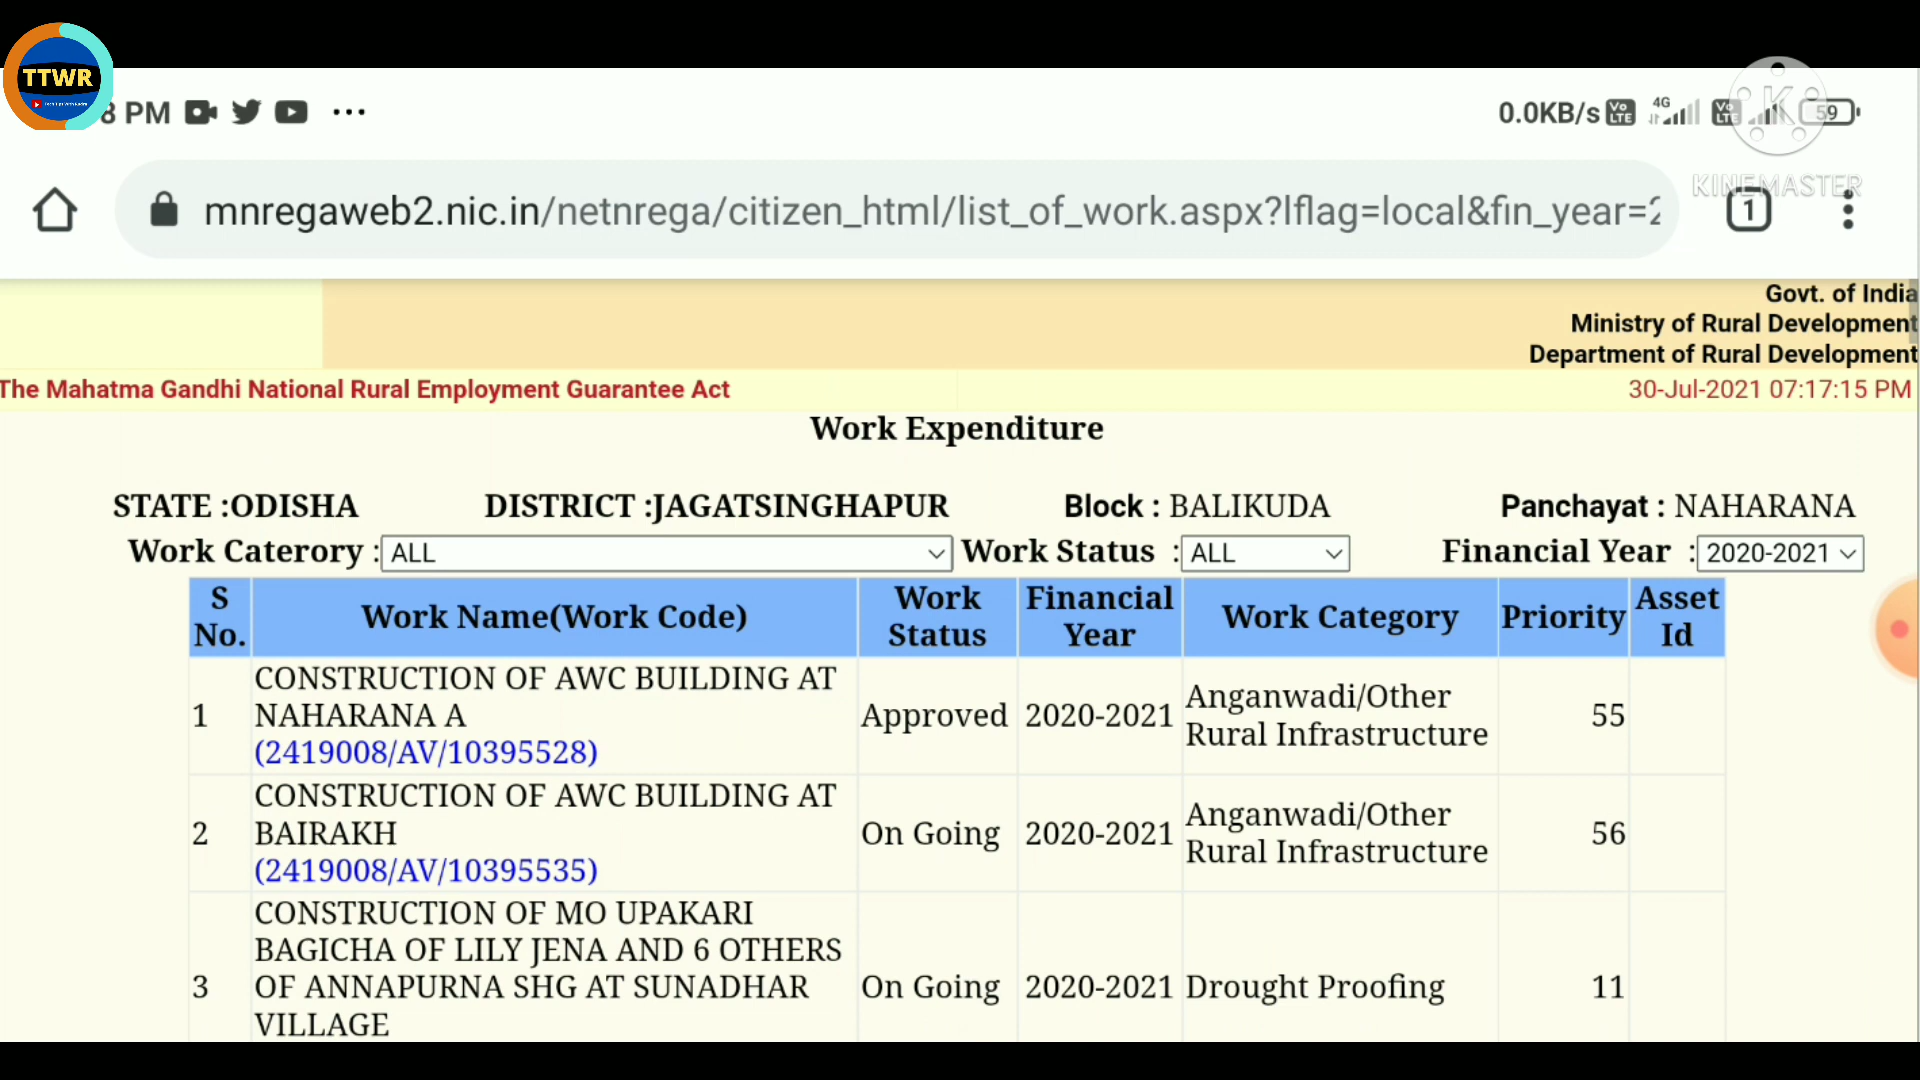 TTWR
8 PM
0.0KB/s Vo LTE 4G Vo LTE 59
KINEMASTER
mnregaweb2.nic.in/netnrega/citizen_html/list_of_work.aspx?lflag=local&fin_year=2
1
Govt. of India
Ministry of Rural Development
Department of Rural Development
The Mahatma Gandhi National Rural Employment Guarantee Act
30-Jul-2021 07:17:15 PM
Work Expenditure
STATE :ODISHA DISTRICT :JAGATSINGHAPUR Block : BALIKUDA Panchayat : NAHARANA
Work Caterory : ALL Work Status : ALL Financial Year : 2020-2021
S No. Work Name(Work Code) Work Status Financial Year Work Category Priority Asset Id
1 CONSTRUCTION OF AWC BUILDING AT
NAHARANA A
(2419008/AV/10395528)
Approved 2020-2021 Anganwadi/Other
Rural Infrastructure
55
2 CONSTRUCTION OF AWC BUILDING AT
BAIRAKH
(2419008/AV/10395535)
On Going 2020-2021 Anganwadi/Other
Rural Infrastructure
56
3 CONSTRUCTION OF MO UPAKARI
BAGICHA OF LILY JENA AND 6 OTHERS
OF ANNAPURNA SHG AT SUNADHAR
VILLAGE
On Going 2020-2021 Drought Proofing 11